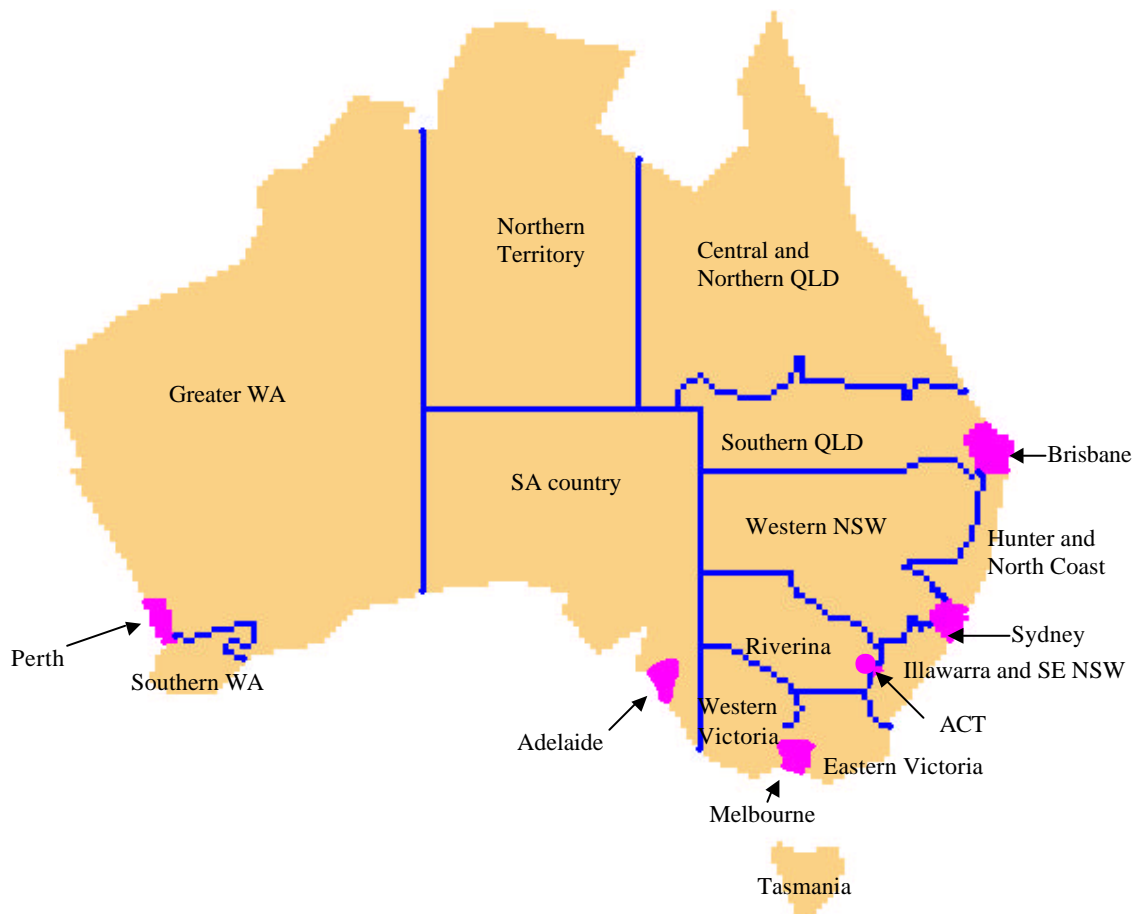 Northern
Territory
Central and
Northern QLD
Greater WA
Southern QLD
Brisbane
SA country
Western NSW
Hunter and
North Coast
Perth
Sydney
Riverina
Southern WA
Illawarra and SE NSW
Western
Victoria
ACT
Adelaide
Eastern Victoria
Melbourne
Tasmania